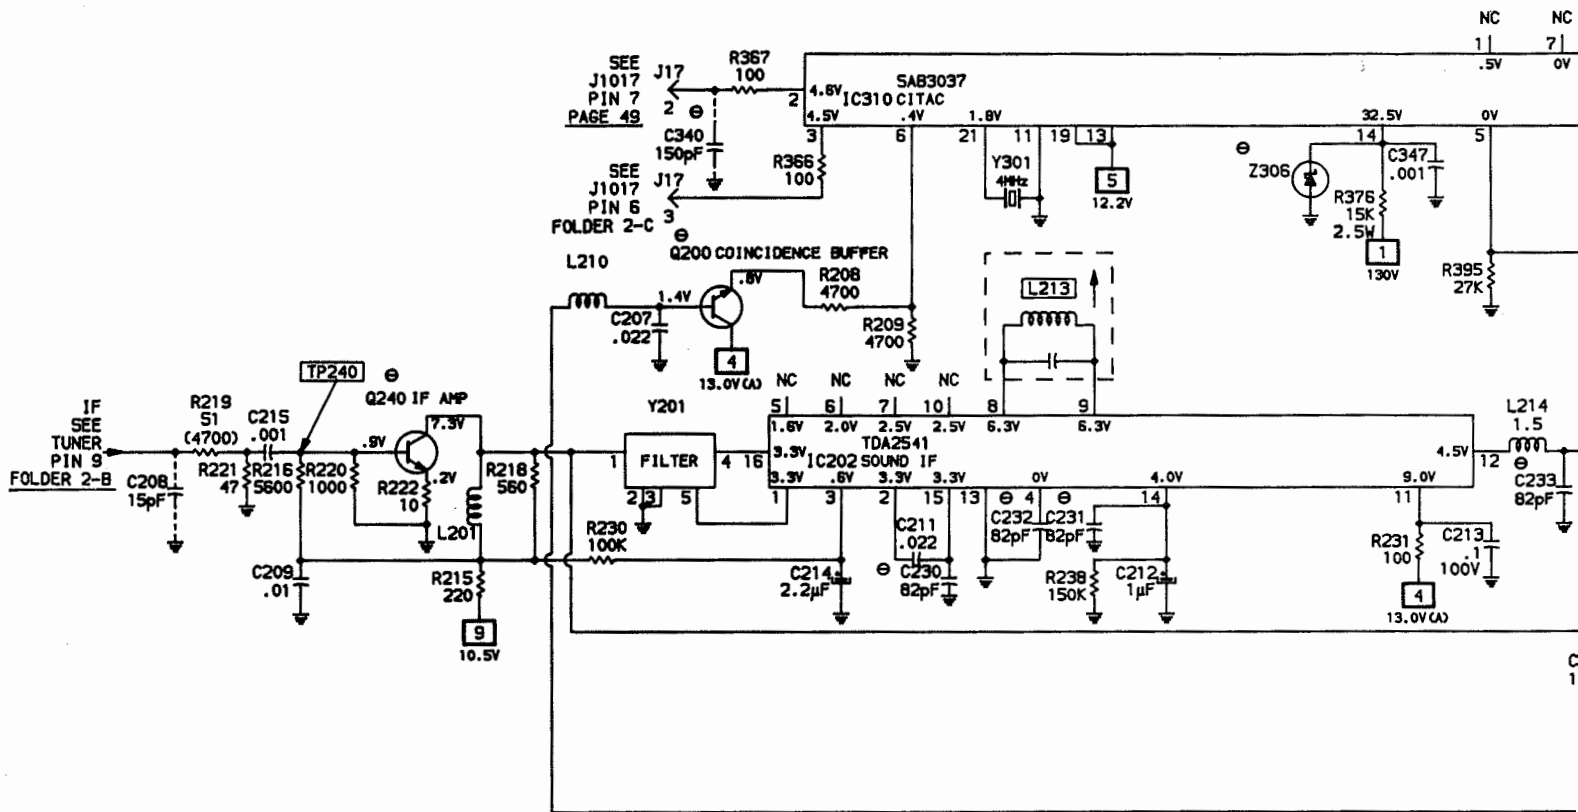 NC NC
1 7
.5V 0V
SEE
J1017
PIN 7
PAGE 49
J17
2
⊖
R367
100
C340
150pF
SEE
J1017
PIN 6
FOLDER 2-C
J17
3
⊖
R366
100
2
4.6V
SAB3037
IC310 CITAC
4.5V .4V 1.8V 32.5V 0V
3 6 21 11 19 13 14 5
Y301
4MHz
5
12.2V
⊖
Z306
C347
.001
R376
15K
2.5W
1
130V
R395
27K
Q200 COINCIDENCE BUFFER
L210
1.4V
.8V
C207
.022
4
13.0V(A)
R208
4700
R209
4700
L213
TP240
⊖
Q240 IF AMP
7.3V
IF
SEE
TUNER
PIN 9
FOLDER 2-B
R219
S1
(4700)
C215
.001
.9V
.2V
C208
15pF
R221
47
R216
5600
R220
1000
R222
10
L201
R218
560
C209
.01
R215
220
9
10.5V
R230
100K
Y201
FILTER
1 4
2 3 5
NC NC NC NC
5 6 7 10 8 9
1.6V 2.0V 2.5V 2.5V 6.3V 6.3V
16
3.3V
TDA2541
IC202 SOUND IF
4.5V
12
3.3V .6V 3.3V 3.3V 0V 4.0V 9.0V
1 3 2 15 13 4 14 11
⊖ ⊖
C214
2.2µF
C211
.022
⊖
C230
82pF
C232
82pF
C231
82pF
R238
150K
C212
1µF
R231
100
4
13.0V(A)
C213
.1
100V
L214
1.5
⊖
C233
82pF
C
1